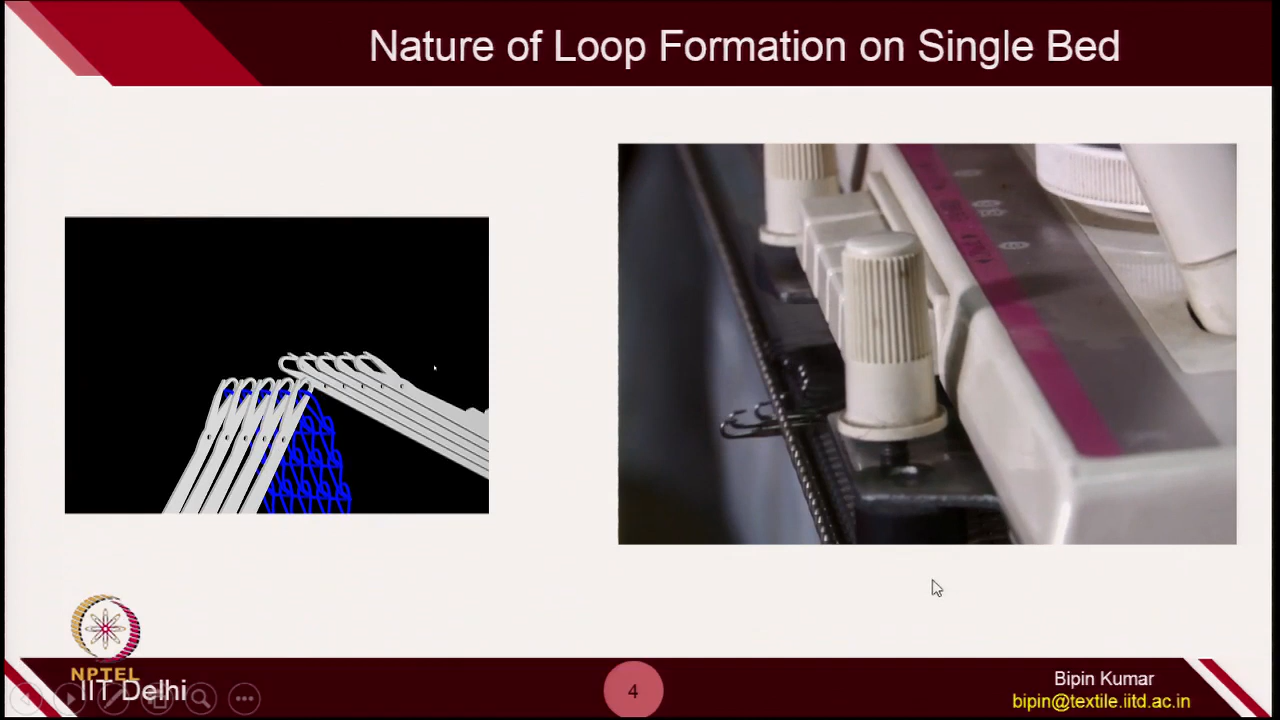 Nature of Loop Formation on Single Bed
NPTEL
IIT Delhi
4
Bipin Kumar
bipin@textile.iitd.ac.in